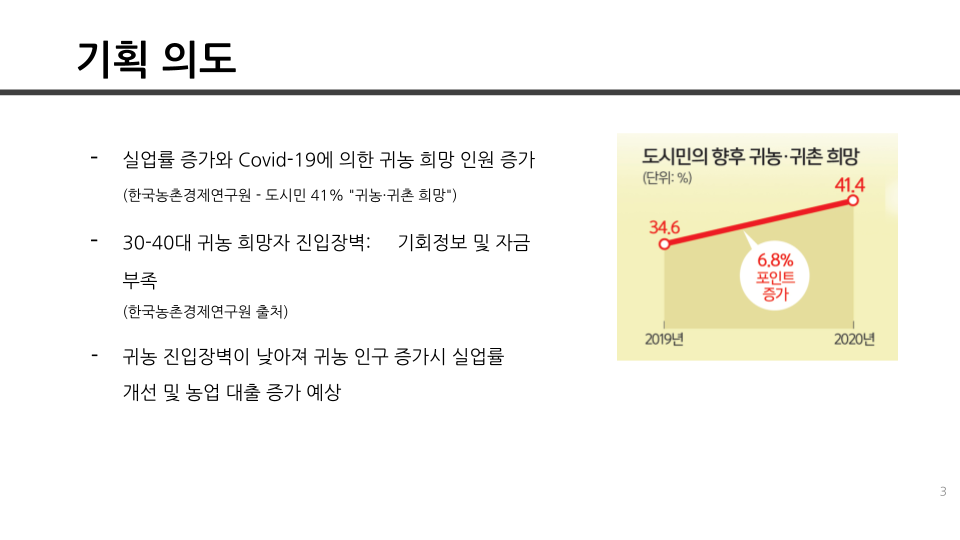 기획 의도
- 실업률 증가와 Covid-19에 의한 귀농 희망 인원 증가
(한국농촌경제연구원 - 도시민 41% "귀농·귀촌 희망")
- 30-40대 귀농 희망자 진입장벽: 기회정보 및 자금
부족
(한국농촌경제연구원 출처)
- 귀농 진입장벽이 낮아져 귀농 인구 증가시 실업률
개선 및 농업 대출 증가 예상
도시민의 향후 귀농·귀촌 희망
(단위: %)
41.4
34.6
6.8%
포인트
증가
2019년 2020년
3